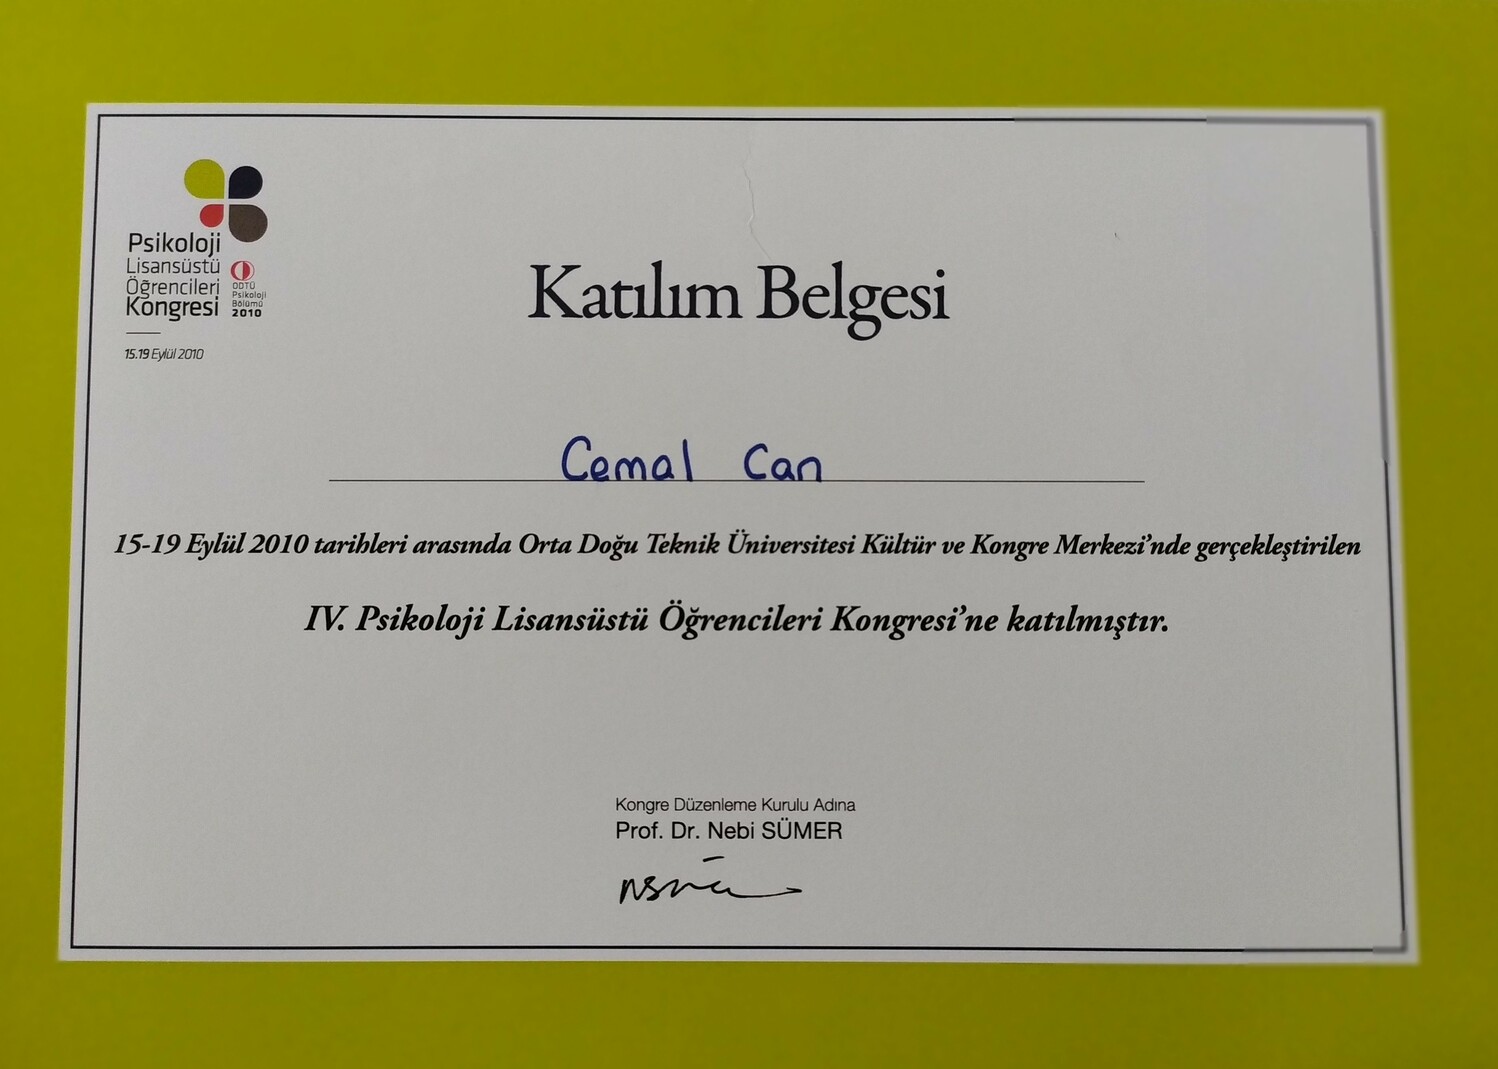 Psikoloji
Lisansüstü
Öğrencileri
Kongresi
ODTÜ
Psikoloji
Bölümü
2010
15.19 Eylül 2010
Katılım Belgesi
Cemal Can
15-19 Eylül 2010 tarihleri arasında Orta Doğu Teknik Üniversitesi Kültür ve Kongre Merkezi’nde gerçekleştirilen
IV. Psikoloji Lisansüstü Öğrencileri Kongresi’ne katılmıştır.
Kongre Düzenleme Kurulu Adına
Prof. Dr. Nebi SÜMER